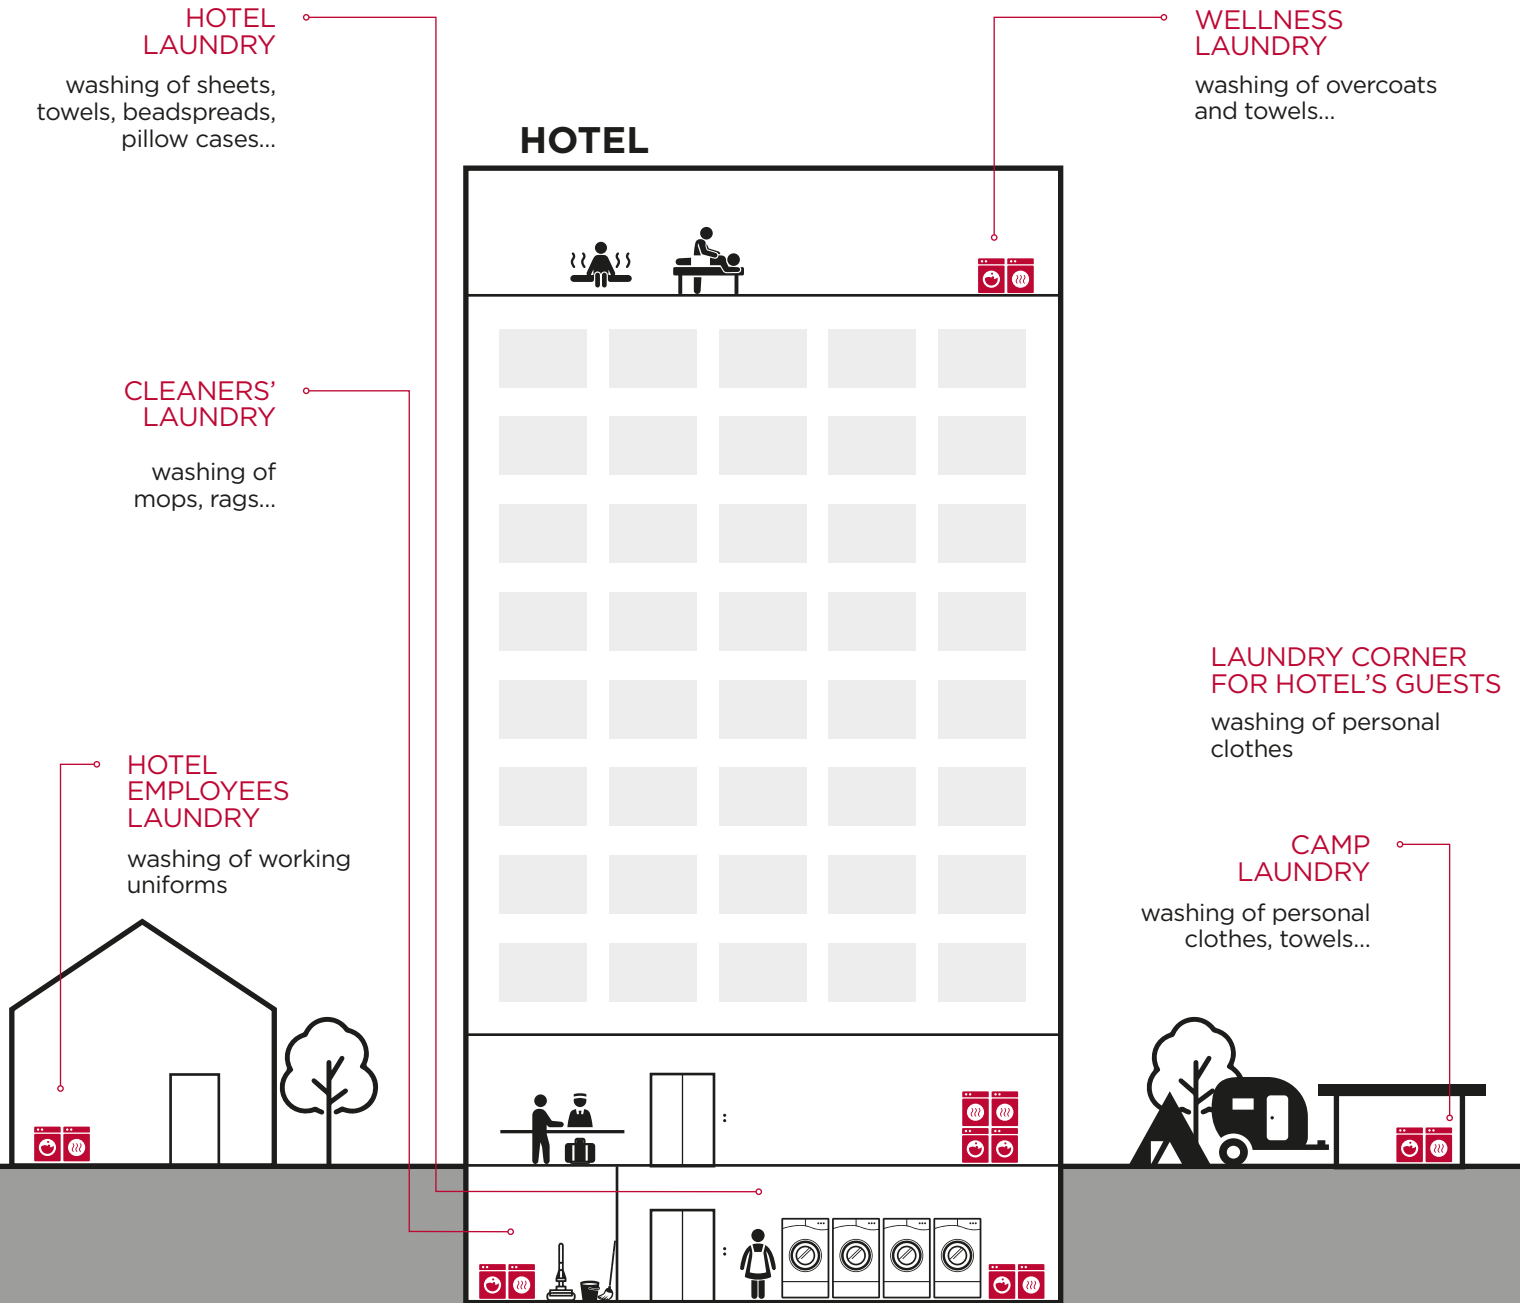 HOTEL
LAUNDRY
washing of sheets,
towels, beadspreads,
pillow cases...
WELLNESS
LAUNDRY
washing of overcoats
and towels...
HOTEL
CLEANERS’
LAUNDRY
washing of
mops, rags...
LAUNDRY CORNER
FOR HOTEL’S GUESTS
washing of personal
clothes
HOTEL
EMPLOYEES
LAUNDRY
washing of working
uniforms
CAMP
LAUNDRY
washing of personal
clothes, towels...